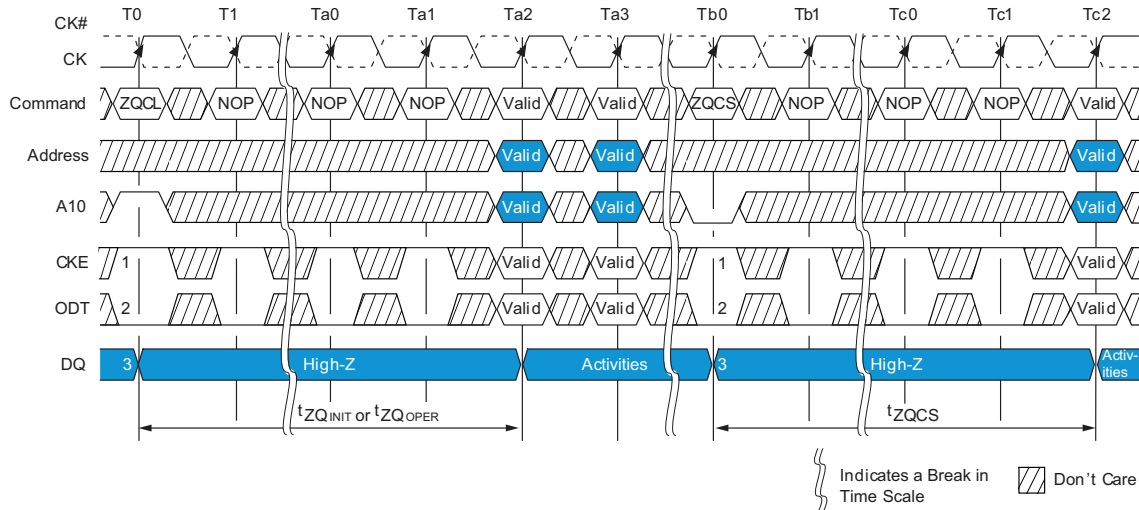 CK#
CK
T0 T1 Ta0 Ta1 Ta2 Ta3 Tb0 Tb1 Tc0 Tc1 Tc2
Command ZQCL NOP NOP NOP Valid Valid ZQCS NOP NOP NOP Valid
Address Valid Valid Valid
A10 Valid Valid Valid
CKE 1 Valid Valid 1 Valid
ODT 2 Valid Valid 2 Valid
DQ 3 High-Z Activities 3 High-Z Activ-
ities
tZQINIT or tZQOPER tZQCS
Indicates a Break in
Time Scale
Don't Care